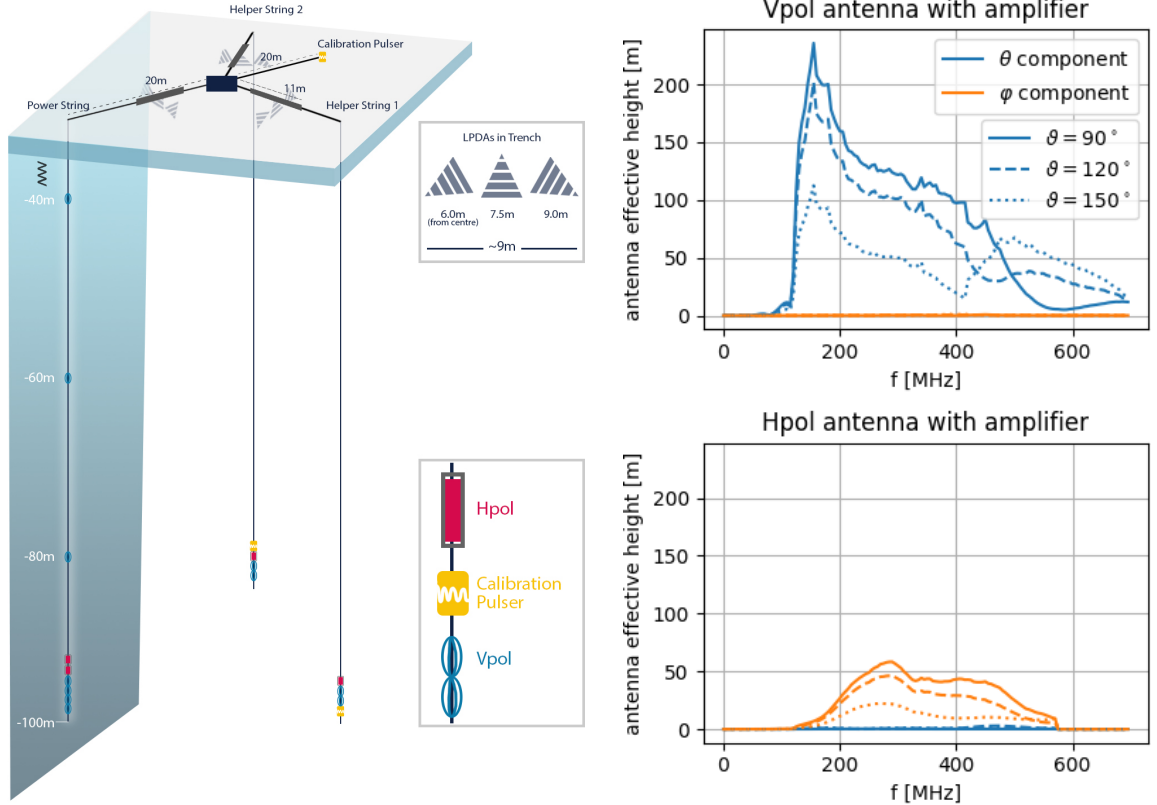 Helper String 2
Calibration Pulser
20m
20m
11m
Power String
Helper String 1
-40m
-60m
-80m
-100m
LPDAs in Trench
6.0m 7.5m 9.0m
(from centre)
~9m
Hpol
Calibration
Pulser
Vpol
Vpol antenna with amplifier
antenna effective height [m]
200
150
100
50
0
0 200 400 600
f [MHz]
θ component
φ component
ϑ = 90°
ϑ = 120°
ϑ = 150°
Hpol antenna with amplifier
antenna effective height [m]
200
150
100
50
0
0 200 400 600
f [MHz]